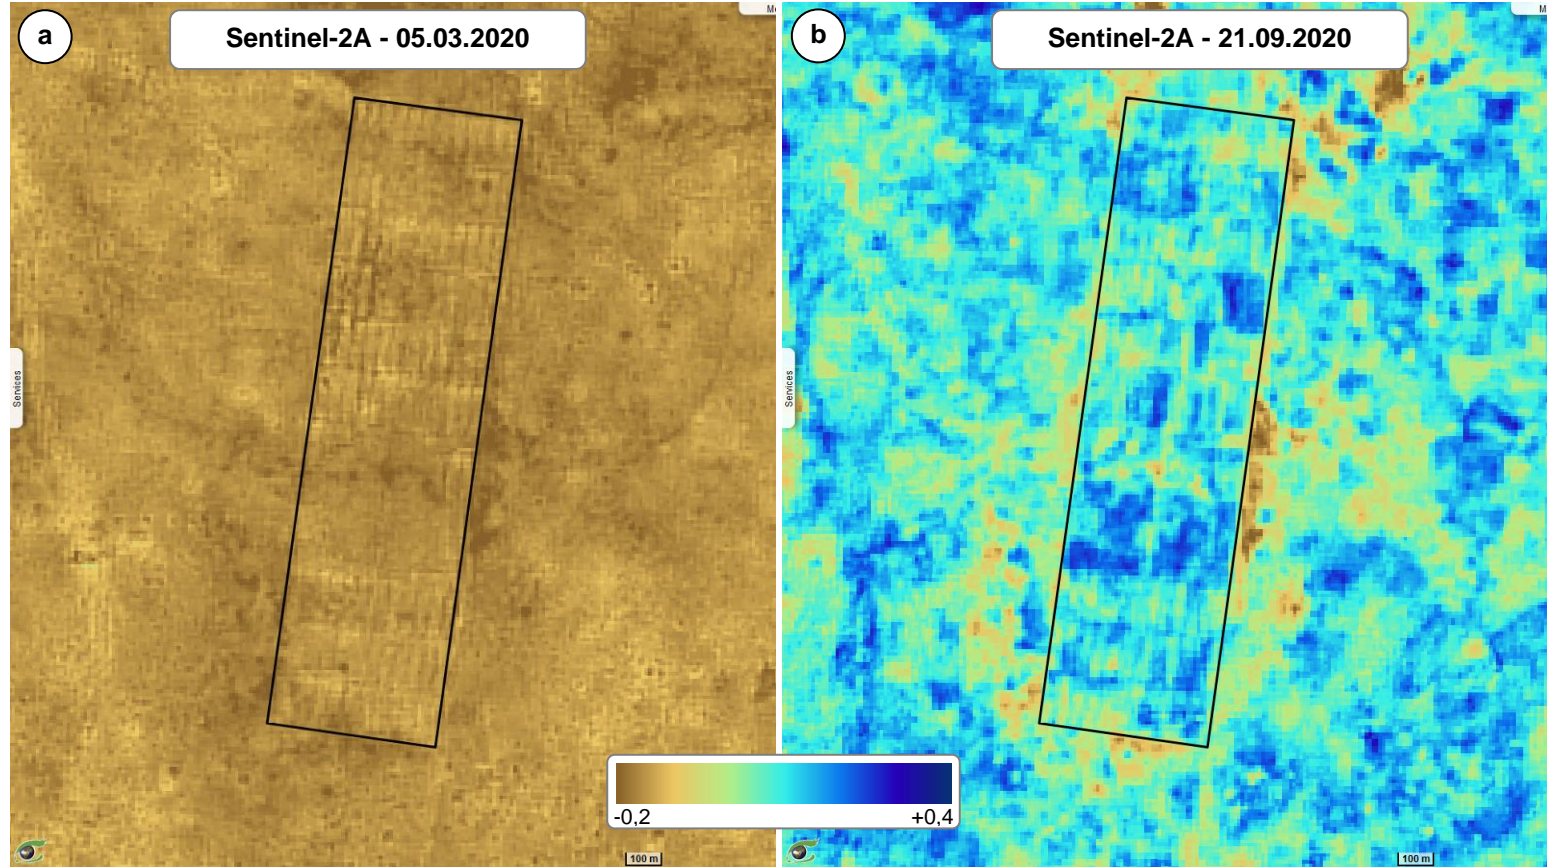 a
Sentinel-2A - 05.03.2020
M
b
Sentinel-2A - 21.09.2020
M
Services
Services
-0,2
+0,4
100 m
100 m